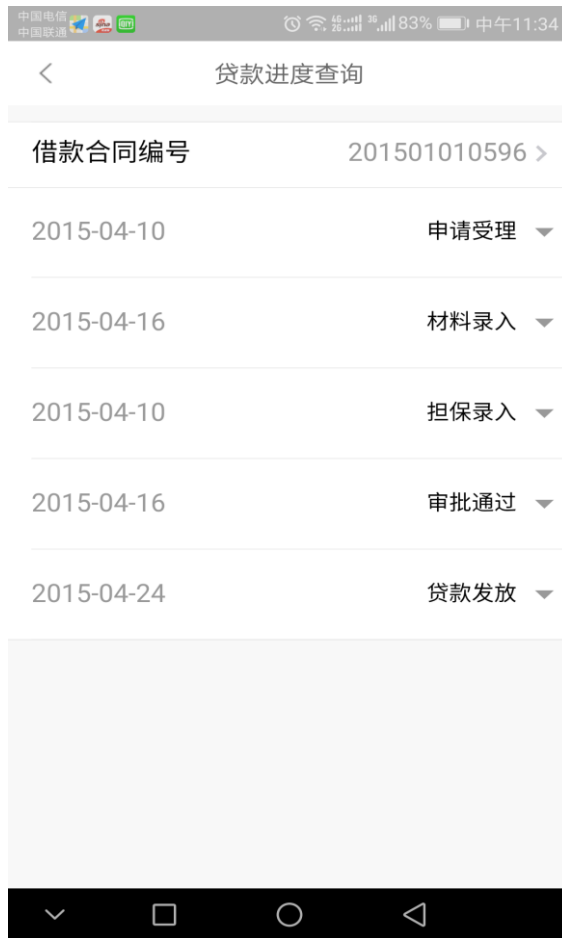 中国电信
中国联通
83% 中午11:34
贷款进度查询
借款合同编号 201501010596
2015-04-10 申请受理
2015-04-16 材料录入
2015-04-10 担保录入
2015-04-16 审批通过
2015-04-24 贷款发放